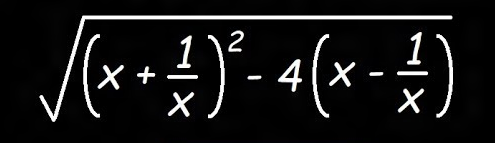 √((x + 1/x)² - 4(x - 1/x))